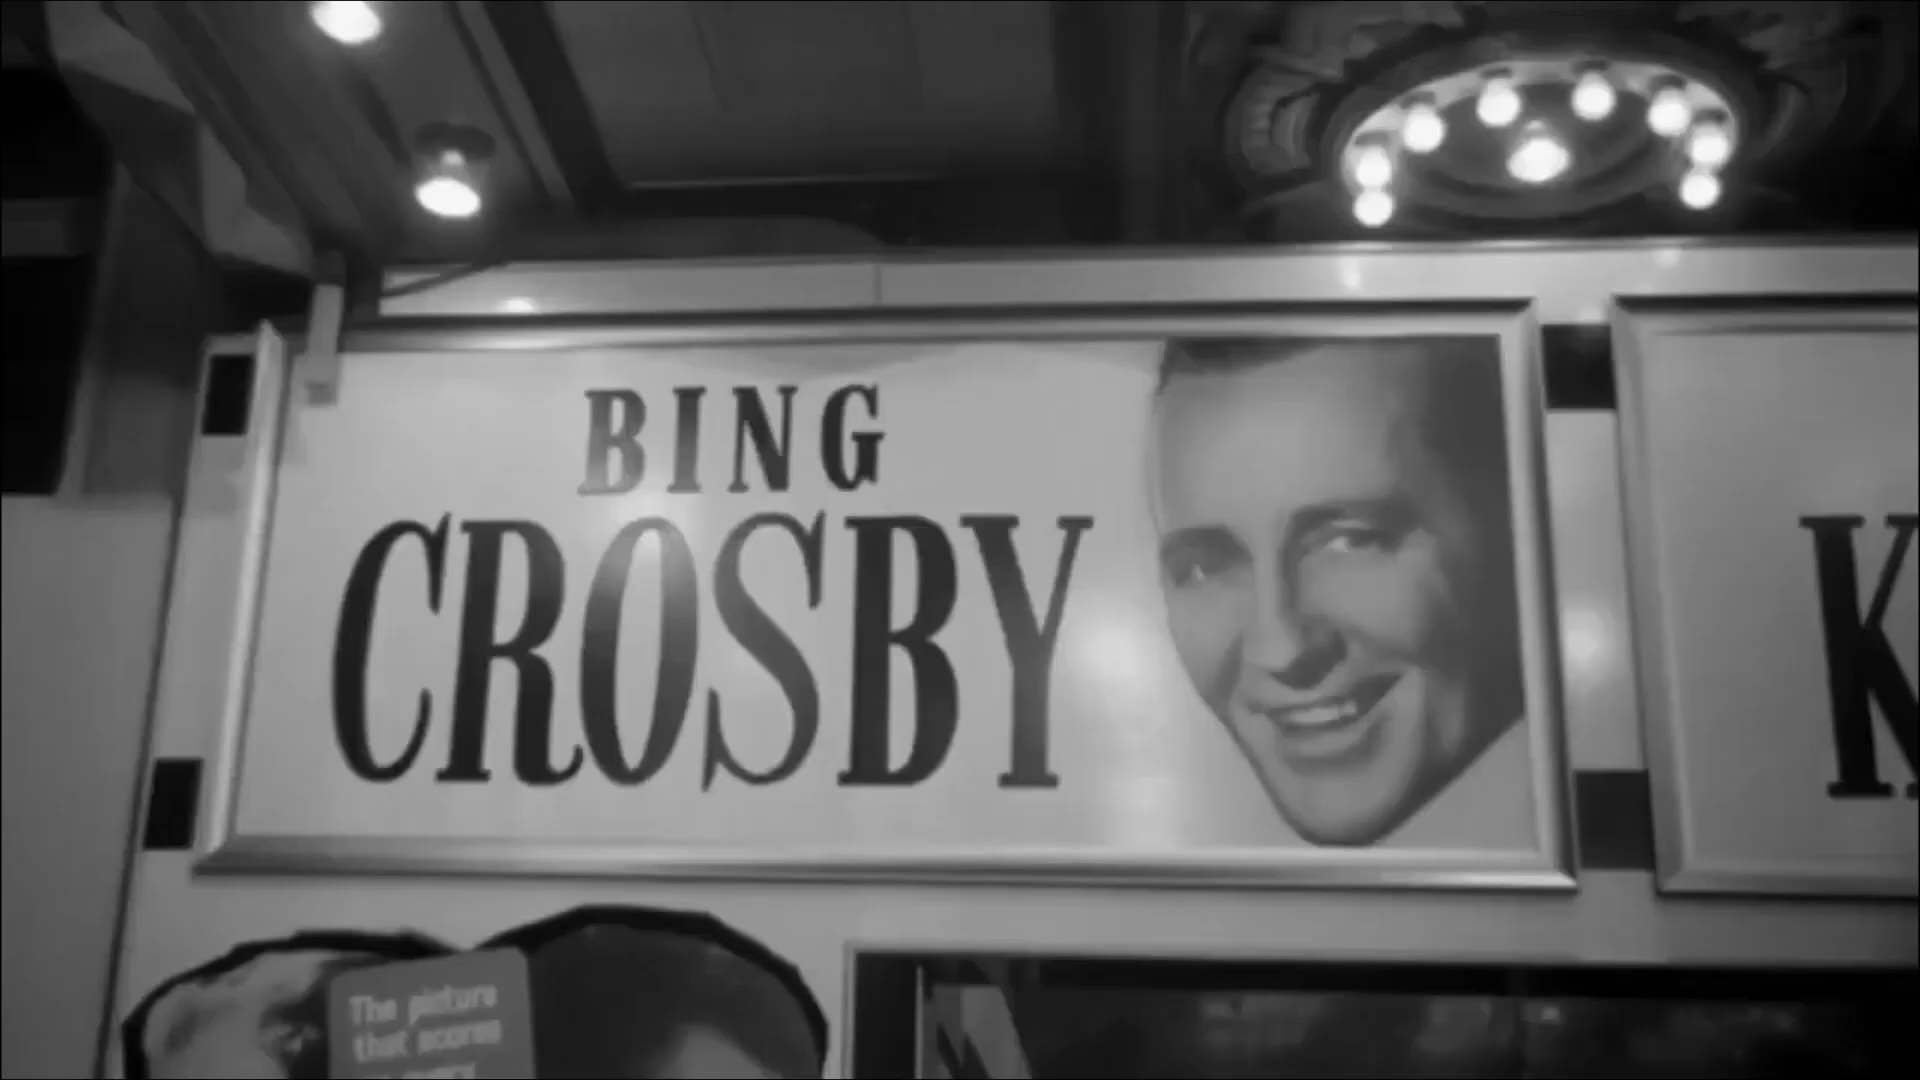 BING
CROSBY
K
The picture
that scores